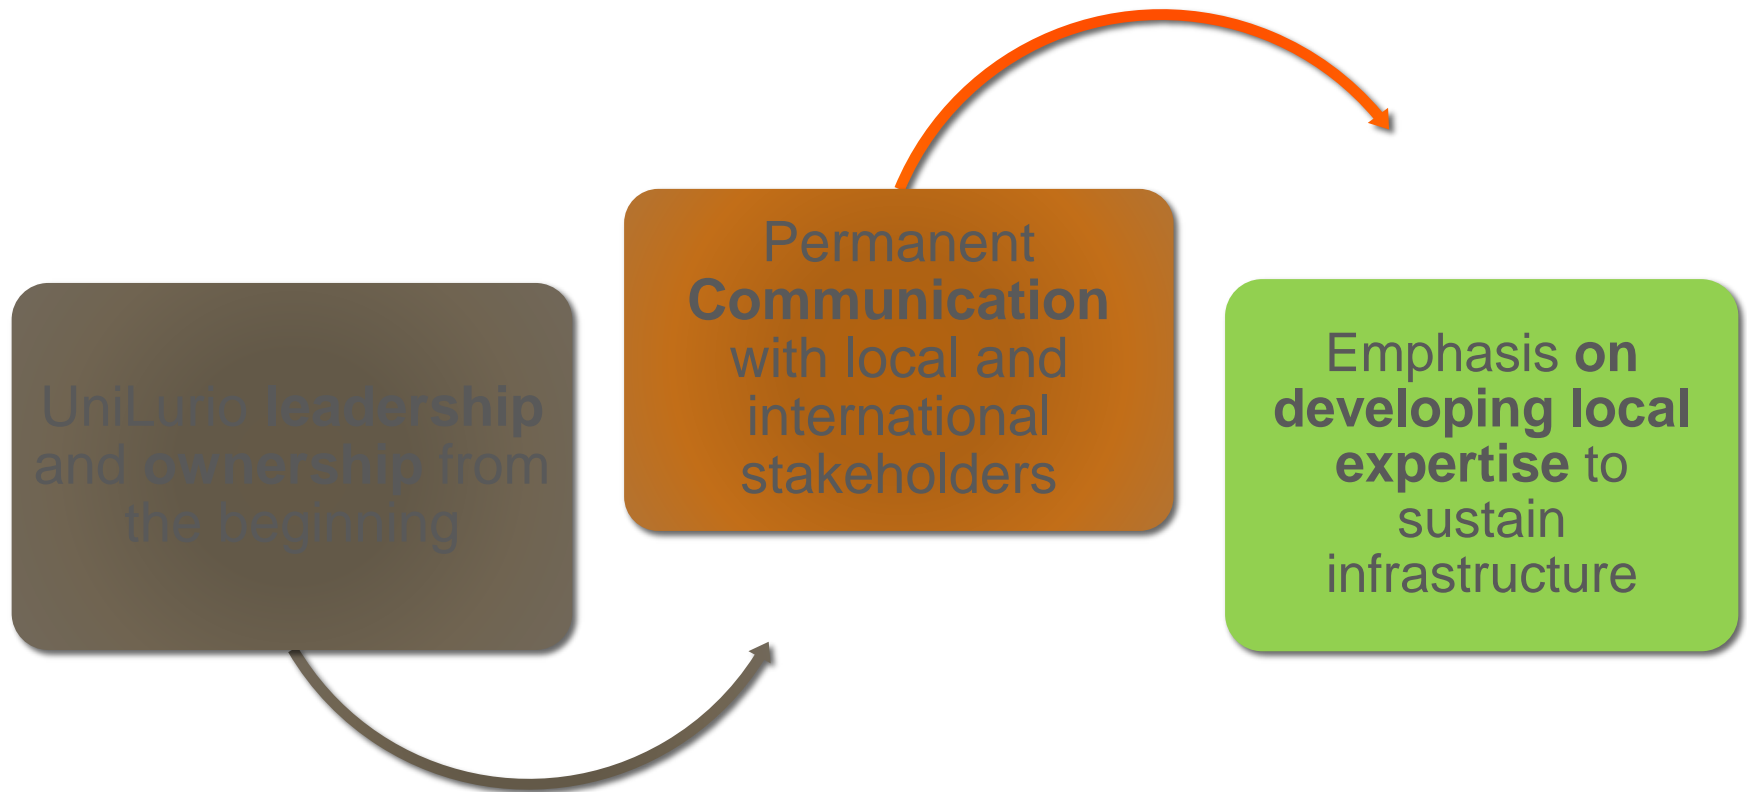 UniLurio leadership
and ownership from
the beginning
Permanent
Communication
with local and
international
stakeholders
Emphasis on
developing local
expertise to
sustain
infrastructure